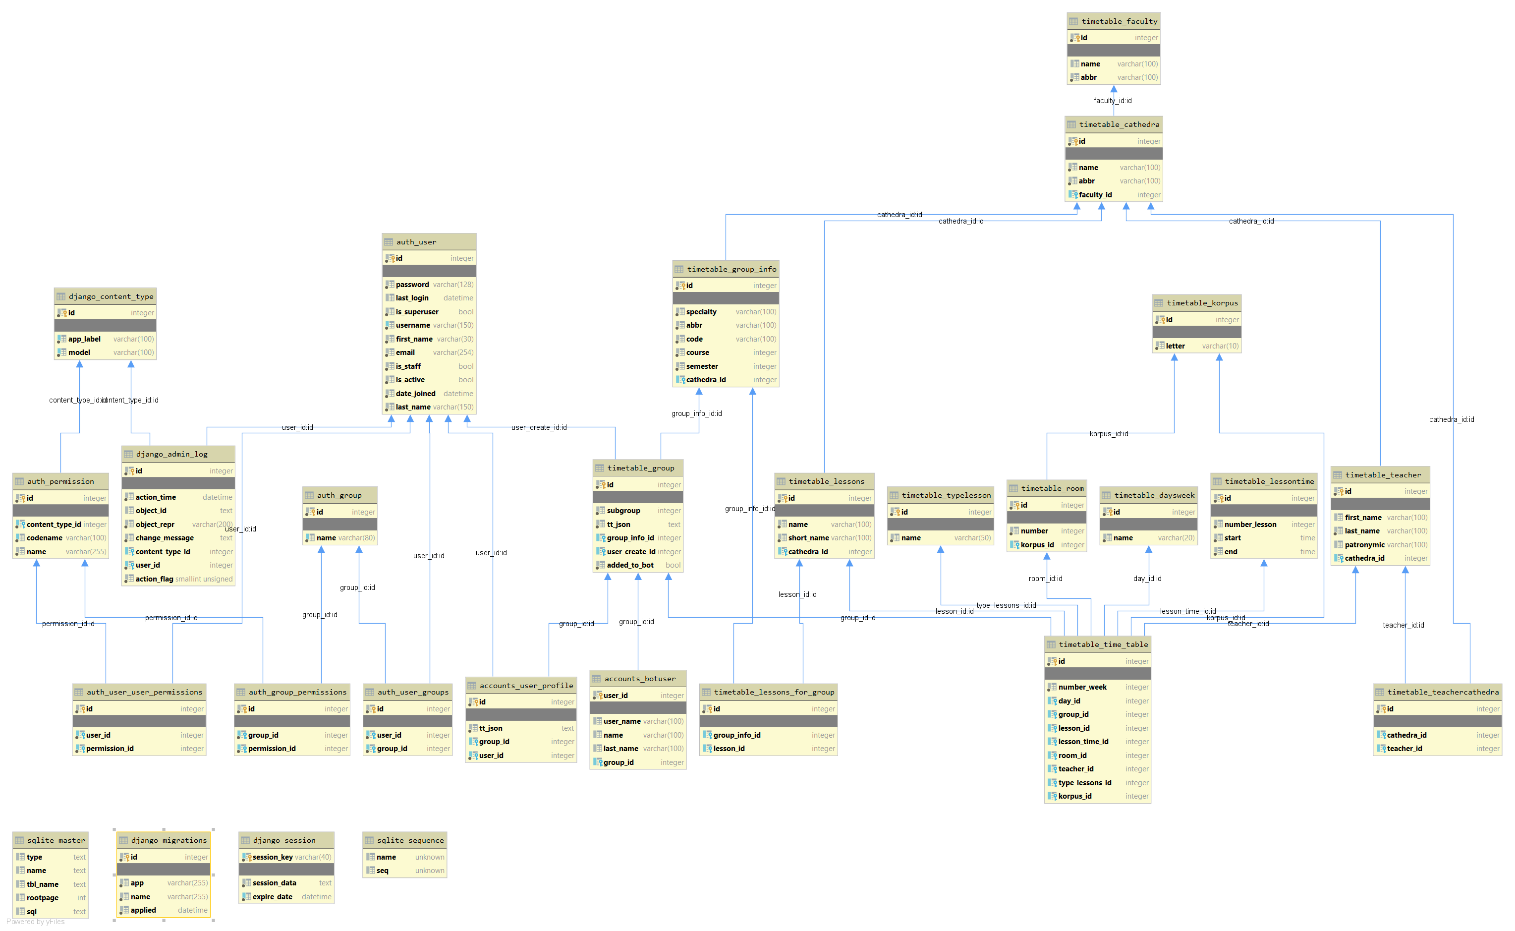 timetable_faculty
id integer
name varchar(100)
abbr varchar(100)
faculty_id:id
timetable_cathedra
id integer
name varchar(100)
abbr varchar(100)
faculty_id integer
cathedra_id:id
cathedra_id:id
cathedra_id:id
auth_user
id integer
password varchar(128)
last_login datetime
is_superuser bool
username varchar(150)
first_name varchar(30)
email varchar(254)
is_staff bool
is_active bool
date_joined datetime
last_name varchar(150)
timetable_group_info
id integer
specialty varchar(100)
abbr varchar(100)
code varchar(100)
course integer
semester integer
cathedra_id integer
django_content_type
id integer
app_label varchar(100)
model varchar(100)
timetable_korpus
id integer
letter varchar(10)
content_type_id:id
content_type_id:id
user_id:id
user_create_id:id
group_info_id:id
korpus_id:id
cathedra_id:id
auth_permission
id integer
content_type_id integer
codename varchar(100)
name varchar(255)
django_admin_log
id integer
action_time datetime
object_id text
object_repr varchar(200)
change_message text
content_type_id integer
user_id integer
action_flag smallint unsigned
user_id:id
auth_group
id integer
name varchar(80)
user_id:id
user_id:id
timetable_group
id integer
subgroup integer
tt_json text
group_info_id integer
user_create_id integer
added_to_bot bool
group_info_id:id
timetable_lessons
id integer
name varchar(100)
short_name varchar(100)
cathedra_id integer
timetable_typelesson
id integer
name varchar(50)
timetable_room
id integer
number integer
korpus_id integer
timetable_daysweek
id integer
name varchar(20)
timetable_lessontime
id integer
number_lesson integer
start time
end time
timetable_teacher
id integer
first_name varchar(100)
last_name varchar(100)
patronymic varchar(100)
cathedra_id integer
group_id:id
lesson_id:id
room_id:id
day_id:id
permission_id:id
permission_id:id
group_id:id
group_id:id
group_id:id
group_id:id
lesson_id:id
type_lessons_id:id
lesson_time_id:id
korpus_id:id
teacher_id:id
teacher_id:id
auth_user_user_permissions
id integer
user_id integer
permission_id integer
auth_group_permissions
id integer
group_id integer
permission_id integer
auth_user_groups
id integer
user_id integer
group_id integer
accounts_user_profile
id integer
tt_json text
group_id integer
user_id integer
accounts_botuser
user_id integer
user_name varchar(100)
name varchar(100)
last_name varchar(100)
group_id integer
timetable_lessons_for_group
id integer
group_info_id integer
lesson_id integer
timetable_time_table
id integer
number_week integer
day_id integer
group_id integer
lesson_id integer
lesson_time_id integer
room_id integer
teacher_id integer
type_lessons_id integer
korpus_id integer
timetable_teachercathedra
id integer
cathedra_id integer
teacher_id integer
sqlite_master
type text
name text
tbl_name text
rootpage int
sql text
django_migrations
id integer
app varchar(255)
name varchar(255)
applied datetime
django_session
session_key varchar(40)
session_data text
expire_date datetime
sqlite_sequence
name unknown
seq unknown
Powered by yFiles